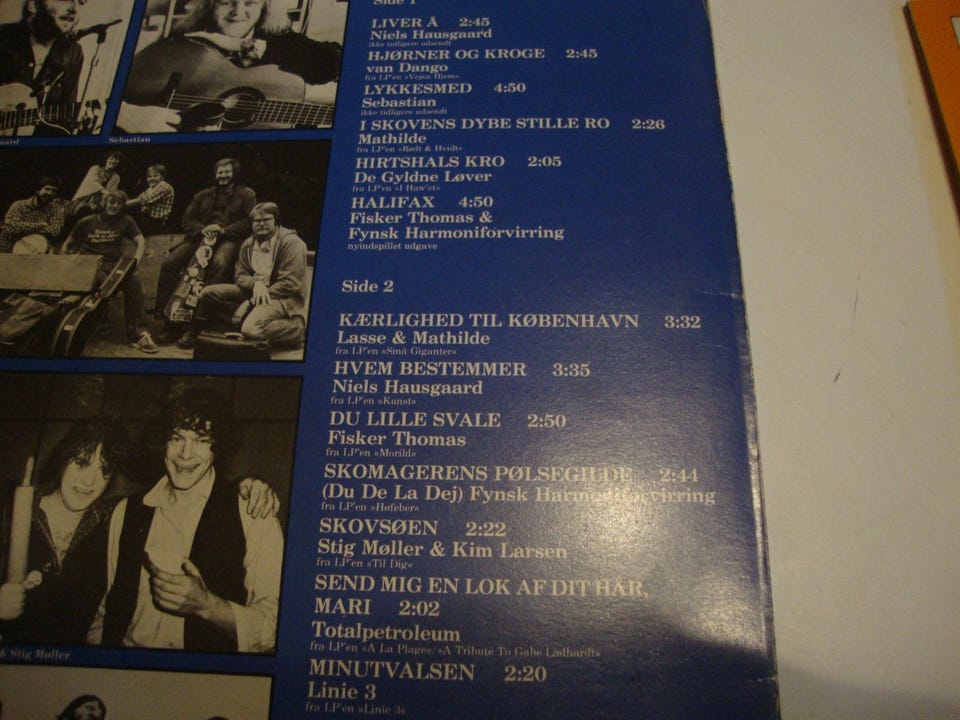 Side 1
LIVER Å 2:45
Niels Hausgaard
ikke tidligere udsendt
HJØRNER OG KROGE 2:45
van Dango
fra LP'en »Vejen Hjem«
LYKKESMED 4:50
Sebastian
ikke tidligere udsendt
I SKOVENS DYBE STILLE RO 2:26
Mathilde
fra LP'en »Rødt & Hvidt«
HIRTSHALS KRO 2:05
De Gyldne Løver
fra LP'en »I Haw'et«
HALIFAX 4:50
Fisker Thomas &
Fynsk Harmoniforvirring
nyindspillet udgave
Side 2
KÆRLIGHED TIL KØBENHAVN 3:32
Lasse & Mathilde
fra LP'en »Små Giganter«
HVEM BESTEMMER 3:35
Niels Hausgaard
fra LP'en »Kunst«
DU LILLE SVALE 2:50
Fisker Thomas
fra LP'en »Morild«
SKOMAGERENS PØLSEGILDE 2:44
(Du De La Dej) Fynsk Harmoniforvirring
fra LP'en »Høfeber«
SKOVSØEN 2:22
Stig Møller & Kim Larsen
fra LP'en »Til Dig«
SEND MIG EN LOK AF DIT HÅR,
MARI 2:02
Totalpetroleum
fra LP'en »A La Plage«/»A Tribute To Gabe Ladhardt«
MINUTVALSEN 2:20
Linie 3
fra LP'en »Linie 3«
aard
Sebastian
& Stig Møller